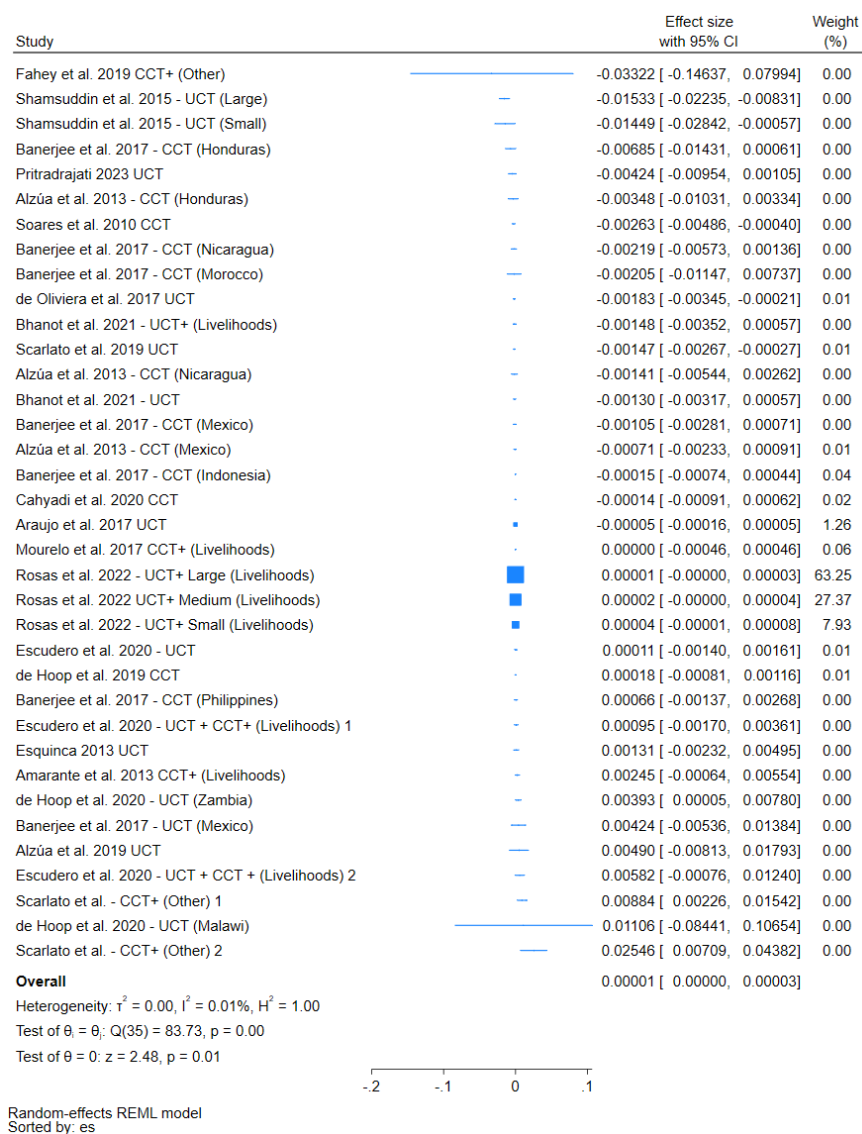 Effect size Weight
Study with 95% CI (%)
Fahey et al. 2019 CCT+ (Other) -0.03322 [ -0.14637, 0.07994] 0.00
Shamsuddin et al. 2015 - UCT (Large) -0.01533 [ -0.02235, -0.00831] 0.00
Shamsuddin et al. 2015 - UCT (Small) -0.01449 [ -0.02842, -0.00057] 0.00
Banerjee et al. 2017 - CCT (Honduras) -0.00685 [ -0.01431, 0.00061] 0.00
Pritradrajati 2023 UCT -0.00424 [ -0.00954, 0.00105] 0.00
Alzúa et al. 2013 - CCT (Honduras) -0.00348 [ -0.01031, 0.00334] 0.00
Soares et al. 2010 CCT -0.00263 [ -0.00486, -0.00040] 0.00
Banerjee et al. 2017 - CCT (Nicaragua) -0.00219 [ -0.00573, 0.00136] 0.00
Banerjee et al. 2017 - CCT (Morocco) -0.00205 [ -0.01147, 0.00737] 0.00
de Oliviera et al. 2017 UCT -0.00183 [ -0.00345, -0.00021] 0.01
Bhanot et al. 2021 - UCT+ (Livelihoods) -0.00148 [ -0.00352, 0.00057] 0.00
Scarlato et al. 2019 UCT -0.00147 [ -0.00267, -0.00027] 0.01
Alzúa et al. 2013 - CCT (Nicaragua) -0.00141 [ -0.00544, 0.00262] 0.00
Bhanot et al. 2021 - UCT -0.00130 [ -0.00317, 0.00057] 0.00
Banerjee et al. 2017 - CCT (Mexico) -0.00105 [ -0.00281, 0.00071] 0.00
Alzúa et al. 2013 - CCT (Mexico) -0.00071 [ -0.00233, 0.00091] 0.01
Banerjee et al. 2017 - CCT (Indonesia) -0.00015 [ -0.00074, 0.00044] 0.04
Cahyadi et al. 2020 CCT -0.00014 [ -0.00091, 0.00062] 0.02
Araujo et al. 2017 UCT -0.00005 [ -0.00016, 0.00005] 1.26
Mourelo et al. 2017 CCT+ (Livelihoods) 0.00000 [ -0.00046, 0.00046] 0.06
Rosas et al. 2022 - UCT+ Large (Livelihoods) 0.00001 [ -0.00000, 0.00003] 63.25
Rosas et al. 2022 UCT+ Medium (Livelihoods) 0.00002 [ -0.00000, 0.00004] 27.37
Rosas et al. 2022 - UCT+ Small (Livelihoods) 0.00004 [ -0.00001, 0.00008] 7.93
Escudero et al. 2020 - UCT 0.00011 [ -0.00140, 0.00161] 0.01
de Hoop et al. 2019 CCT 0.00018 [ -0.00081, 0.00116] 0.01
Banerjee et al. 2017 - CCT (Philippines) 0.00066 [ -0.00137, 0.00268] 0.00
Escudero et al. 2020 - UCT + CCT+ (Livelihoods) 1 0.00095 [ -0.00170, 0.00361] 0.00
Esquinca 2013 UCT 0.00131 [ -0.00232, 0.00495] 0.00
Amarante et al. 2013 CCT+ (Livelihoods) 0.00245 [ -0.00064, 0.00554] 0.00
de Hoop et al. 2020 - UCT (Zambia) 0.00393 [ 0.00005, 0.00780] 0.00
Banerjee et al. 2017 - UCT (Mexico) 0.00424 [ -0.00536, 0.01384] 0.00
Alzúa et al. 2019 UCT 0.00490 [ -0.00813, 0.01793] 0.00
Escudero et al. 2020 - UCT + CCT + (Livelihoods) 2 0.00582 [ -0.00076, 0.01240] 0.00
Scarlato et al. - CCT+ (Other) 1 0.00884 [ 0.00226, 0.01542] 0.00
de Hoop et al. 2020 - UCT (Malawi) 0.01106 [ -0.08441, 0.10654] 0.00
Scarlato et al. - CCT+ (Other) 2 0.02546 [ 0.00709, 0.04382] 0.00
Overall 0.00001 [ 0.00000, 0.00003]
Heterogeneity: τ² = 0.00, I² = 0.01%, H² = 1.00
Test of θᵢ = θⱼ: Q(35) = 83.73, p = 0.00
Test of θ = 0: z = 2.48, p = 0.01
-.2 -.1 0 .1
Random-effects REML model
Sorted by: es